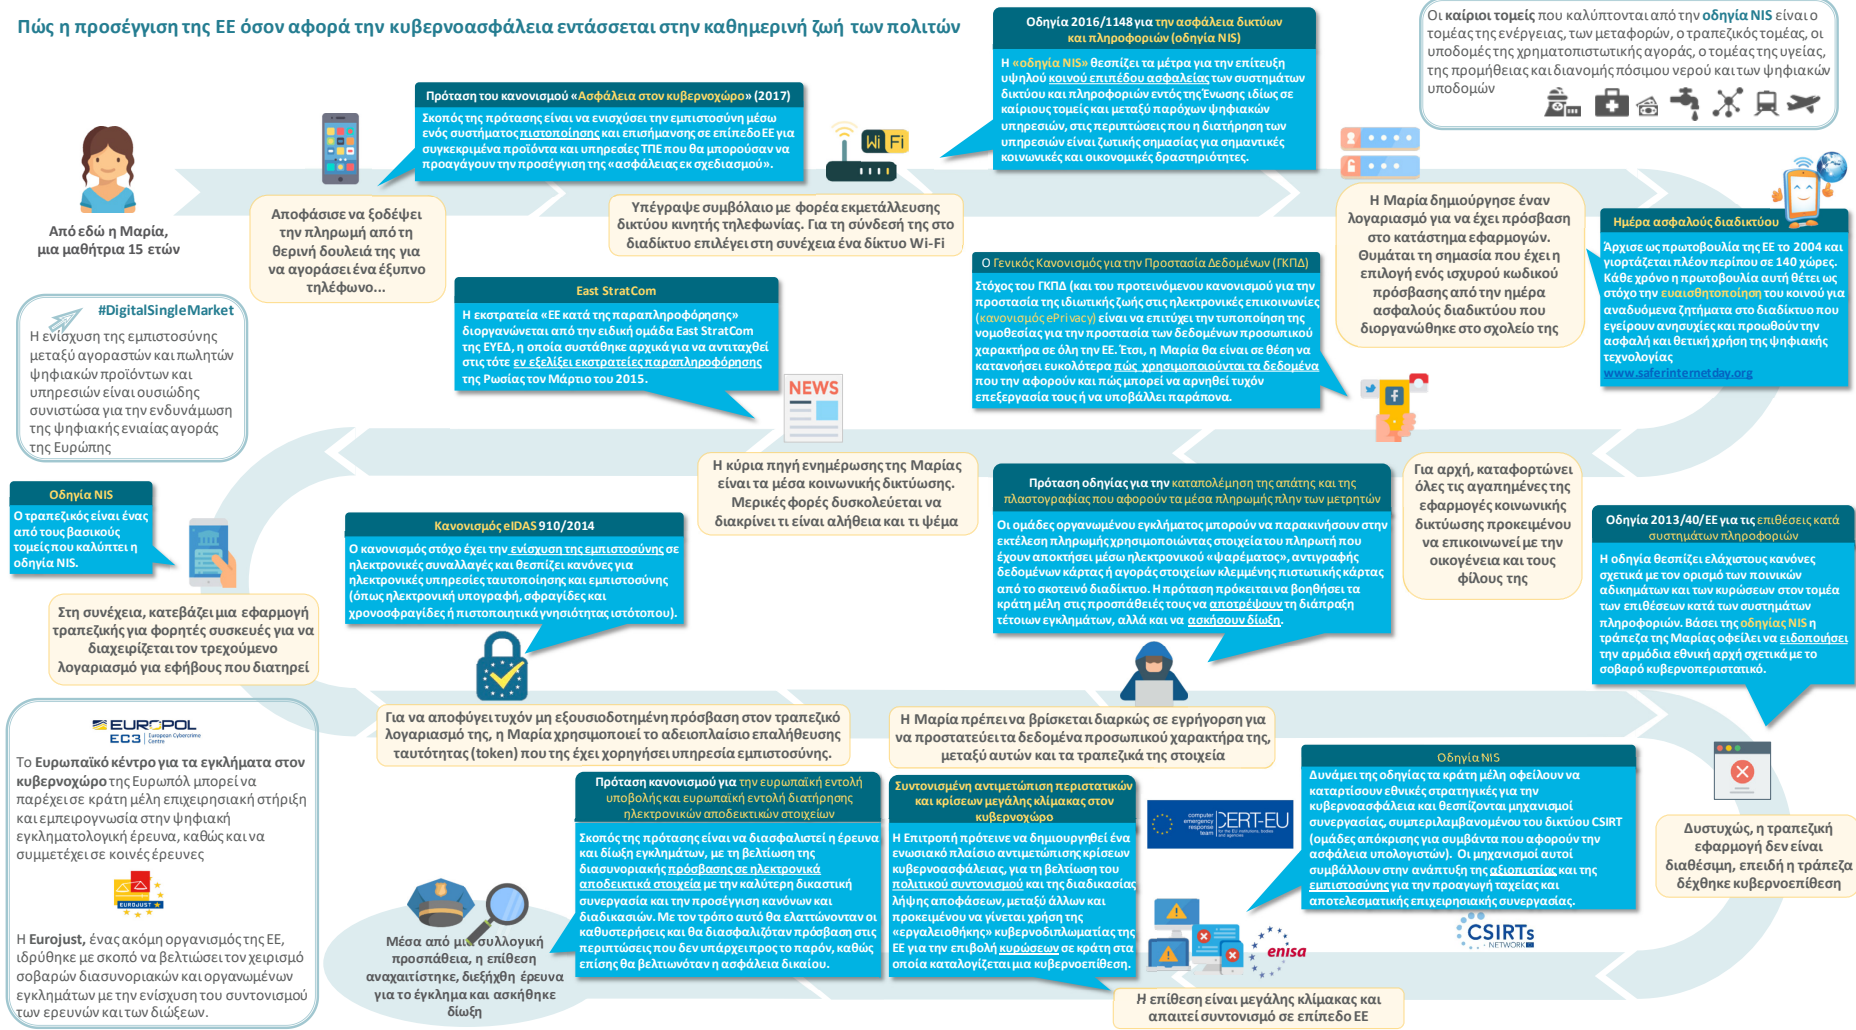 Πώς η προσέγγιση της ΕΕ όσον αφορά την κυβερνοασφάλεια εντάσσεται στην καθημερινή ζωή των πολιτών
Από εδώ η Μαρία,
μια μαθήτρια 15 ετών
Πρόταση του κανονισμού «Ασφάλεια στον κυβερνοχώρο» (2017)
Σκοπός της πρότασης είναι να ενισχύσει την εμπιστοσύνη μέσω
ενός συστήματος πιστοποίησης και επισήμανσης σε επίπεδο ΕΕ για
συγκεκριμένα προϊόντα και υπηρεσίες ΤΠΕ που θα μπορούσαν να
προαγάγουν την προσέγγιση της «ασφάλειας εκ σχεδιασμού».
Αποφάσισε να ξοδέψει
την πληρωμή από τη
θερινή δουλειά της για
να αγοράσει ένα έξυπνο
τηλέφωνο...
Wi Fi
Υπέγραψε συμβόλαιο με φορέα εκμετάλλευσης
δικτύου κινητής τηλεφωνίας. Για τη σύνδεσή της στο
διαδίκτυο επιλέγει στη συνέχεια ένα δίκτυο Wi-Fi
Οδηγία 2016/1148 για την ασφάλεια δικτύων
και πληροφοριών (οδηγία NIS)
Η «οδηγία NIS» θεσπίζει τα μέτρα για την επίτευξη
υψηλού κοινού επιπέδου ασφαλείας των συστημάτων
δικτύου και πληροφοριών εντός της Ένωσης ιδίως σε
καίριους τομείς και μεταξύ παρόχων ψηφιακών
υπηρεσιών, στις περιπτώσεις που η διατήρηση των
υπηρεσιών είναι ζωτικής σημασίας για σημαντικές
κοινωνικές και οικονομικές δραστηριότητες.
Οι καίριοι τομείς που καλύπτονται από την οδηγία NIS είναι ο
τομέας της ενέργειας, των μεταφορών, ο τραπεζικός τομέας, οι
υποδομές της χρηματοπιστωτικής αγοράς, ο τομέας της υγείας,
της προμήθειας και διανομής πόσιμου νερού και των ψηφιακών
υποδομών
Η Μαρία δημιούργησε έναν
λογαριασμό για να έχει πρόσβαση
στο κατάστημα εφαρμογών.
Θυμάται τη σημασία που έχει η
επιλογή ενός ισχυρού κωδικού
πρόσβασης από την ημέρα
ασφαλούς διαδικτύου που
διοργανώθηκε στο σχολείο της
Ημέρα ασφαλούς διαδικτύου
Άρχισε ως πρωτοβουλία της ΕΕ το 2004 και
γιορτάζεται πλέον περίπου σε 140 χώρες.
Κάθε χρόνο η πρωτοβουλία αυτή θέτει ως
στόχο την ευαισθητοποίηση του κοινού για
αναδυόμενα ζητήματα στο διαδίκτυο που
εγείρουν ανησυχίες και προωθούν την
ασφαλή και θετική χρήση της ψηφιακής
τεχνολογίας
www.saferinternetday.org
#DigitalSingleMarket
Η ενίσχυση της εμπιστοσύνης
μεταξύ αγοραστών και πωλητών
ψηφιακών προϊόντων και
υπηρεσιών είναι ουσιώδης
συνιστώσα για την ενδυνάμωση
της ψηφιακής ενιαίας αγοράς
της Ευρώπης
East StratCom
Η εκστρατεία «ΕΕ κατά της παραπληροφόρησης»
διοργανώνεται από την ειδική ομάδα East StratCom
της ΕΥΕΔ, η οποία συστάθηκε αρχικά για να αντιταχθεί
στις τότε εν εξελίξει εκστρατείες παραπληροφόρησης
της Ρωσίας τον Μάρτιο του 2015.
NEWS
Ο Γενικός Κανονισμός για την Προστασία Δεδομένων (ΓΚΠΔ)
Στόχος του ΓΚΠΔ (και του προτεινόμενου κανονισμού για την
προστασία της ιδιωτικής ζωής στις ηλεκτρονικές επικοινωνίες
(κανονισμός ePrivacy) είναι να επιτύχει την τυποποίηση της
νομοθεσίας για την προστασία των δεδομένων προσωπικού
χαρακτήρα σε όλη την ΕΕ. Έτσι, η Μαρία θα είναι σε θέση να
κατανοήσει ευκολότερα πώς χρησιμοποιούνται τα δεδομένα
που την αφορούν και πώς μπορεί να αρνηθεί τυχόν
επεξεργασία τους ή να υποβάλλει παράπονα.
Η κύρια πηγή ενημέρωσης της Μαρίας
είναι τα μέσα κοινωνικής δικτύωσης.
Μερικές φορές δυσκολεύεται να
διακρίνει τι είναι αλήθεια και τι ψέμα
Για αρχή, καταφορτώνει
όλες τις αγαπημένες της
εφαρμογές κοινωνικής
δικτύωσης προκειμένου
να επικοινωνεί με την
οικογένεια και τους
φίλους της
Οδηγία NIS
Ο τραπεζικός είναι ένας
από τους βασικούς
τομείς που καλύπτει η
οδηγία NIS.
Στη συνέχεια, κατεβάζει μια εφαρμογή
τραπεζικής για φορητές συσκευές για να
διαχειρίζεται τον τρεχούμενο
λογαριασμό για εφήβους που διατηρεί
Κανονισμός eIDAS 910/2014
Ο κανονισμός στόχο έχει την ενίσχυση της εμπιστοσύνης σε
ηλεκτρονικές συναλλαγές και θεσπίζει κανόνες για
ηλεκτρονικές υπηρεσίες ταυτοποίησης και εμπιστοσύνης
(όπως ηλεκτρονική υπογραφή, σφραγίδες και
χρονοσφραγίδες ή πιστοποιητικά γνησιότητας ιστότοπου).
Πρόταση οδηγίας για την καταπολέμηση της απάτης και της
πλαστογραφίας που αφορούν τα μέσα πληρωμής πλην των μετρητών
Οι ομάδες οργανωμένου εγκλήματος μπορούν να παρακινήσουν στην
εκτέλεση πληρωμής χρησιμοποιώντας στοιχεία του πληρωτή που
έχουν αποκτήσει μέσω ηλεκτρονικού «ψαρέματος», αντιγραφής
δεδομένων κάρτας ή αγοράς στοιχείων κλεμμένης πιστωτικής κάρτας
από το σκοτεινό διαδίκτυο. Η πρόταση πρόκειται να βοηθήσει τα
κράτη μέλη στις προσπάθειές τους να αποτρέψουν τη διάπραξη
τέτοιων εγκλημάτων, αλλά και να ασκήσουν δίωξη.
Οδηγία 2013/40/ΕΕ για τις επιθέσεις κατά
συστημάτων πληροφοριών
Η οδηγία θεσπίζει ελάχιστους κανόνες
σχετικά με τον ορισμό των ποινικών
αδικημάτων και των κυρώσεων στον τομέα
των επιθέσεων κατά των συστημάτων
πληροφοριών. Βάσει της οδηγίας NIS η
τράπεζα της Μαρίας οφείλει να ειδοποιήσει
την αρμόδια εθνική αρχή σχετικά με το
σοβαρό κυβερνοπεριστατικό.
Για να αποφύγει τυχόν μη εξουσιοδοτημένη πρόσβαση στον τραπεζικό
λογαριασμό της, η Μαρία χρησιμοποιεί το αδειοπλαίσιο επαλήθευσης
ταυτότητας (token) που της έχει χορηγήσει υπηρεσία εμπιστοσύνης.
Η Μαρία πρέπει να βρίσκεται διαρκώς σε εγρήγορση για
να προστατεύει τα δεδομένα προσωπικού χαρακτήρα της,
μεταξύ αυτών και τα τραπεζικά της στοιχεία
Δυστυχώς, η τραπεζική
εφαρμογή δεν είναι
διαθέσιμη, επειδή η τράπεζα
δέχθηκε κυβερνοεπίθεση
EUROPOL
EC3 European Cybercrime
Centre
Το Ευρωπαϊκό κέντρο για τα εγκλήματα στον
κυβερνοχώρο της Ευρωπόλ μπορεί να
παρέχει σε κράτη μέλη επιχειρησιακή στήριξη
και εμπειρογνωσία στην ψηφιακή
εγκληματολογική έρευνα, καθώς και να
συμμετέχει σε κοινές έρευνες
EUROJUST
Η Eurojust, ένας ακόμη οργανισμός της ΕΕ,
ιδρύθηκε με σκοπό να βελτιώσει τον χειρισμό
σοβαρών διασυνοριακών και οργανωμένων
εγκλημάτων με την ενίσχυση του συντονισμού
των ερευνών και των διώξεων.
Μέσα από μια συλλογική
προσπάθεια, η επίθεση
αναχαιτίστηκε, διεξήχθη έρευνα
για το έγκλημα και ασκήθηκε
δίωξη
Πρόταση κανονισμού για την ευρωπαϊκή εντολή
υποβολής και ευρωπαϊκή εντολή διατήρησης
ηλεκτρονικών αποδεικτικών στοιχείων
Σκοπός της πρότασης είναι να διασφαλιστεί η έρευνα
και δίωξη εγκλημάτων, με τη βελτίωση της
διασυνοριακής πρόσβασης σε ηλεκτρονικά
αποδεικτικά στοιχεία με την καλύτερη δικαστική
συνεργασία και την προσέγγιση κανόνων και
διαδικασιών. Με τον τρόπο αυτό θα ελαττώνονταν οι
καθυστερήσεις και θα διασφαλιζόταν πρόσβαση στις
περιπτώσεις που δεν υπάρχει προς το παρόν, καθώς
επίσης θα βελτιωνόταν η ασφάλεια δικαίου.
Συντονισμένη αντιμετώπιση περιστατικών
και κρίσεων μεγάλης κλίμακας στον
κυβερνοχώρο
Η Επιτροπή πρότεινε να δημιουργηθεί ένα
ενωσιακό πλαίσιο αντιμετώπισης κρίσεων
κυβερνοασφάλειας, για τη βελτίωση του
πολιτικού συντονισμού και της διαδικασίας
λήψης αποφάσεων, μεταξύ άλλων και
προκειμένου να γίνεται χρήση της
«εργαλειοθήκης» κυβερνοδιπλωματίας της
ΕΕ για την επιβολή κυρώσεων σε κράτη στα
οποία καταλογίζεται μια κυβερνοεπίθεση.
computer
emergency
response
team
CERT-EU
for the EU institutions, bodies
and agencies
Οδηγία NIS
Δυνάμει της οδηγίας τα κράτη μέλη οφείλουν να
καταρτίσουν εθνικές στρατηγικές για την
κυβερνοασφάλεια και θεσπίζονται μηχανισμοί
συνεργασίας, συμπεριλαμβανομένου του δικτύου CSIRT
(ομάδες απόκρισης για συμβάντα που αφορούν την
ασφάλεια υπολογιστών). Οι μηχανισμοί αυτοί
συμβάλλουν στην ανάπτυξη της αξιοπιστίας και της
εμπιστοσύνης για την προαγωγή ταχείας και
αποτελεσματικής επιχειρησιακής συνεργασίας.
enisa
CSIRTs
NETWORK
Η επίθεση είναι μεγάλης κλίμακας και
απαιτεί συντονισμό σε επίπεδο ΕΕ